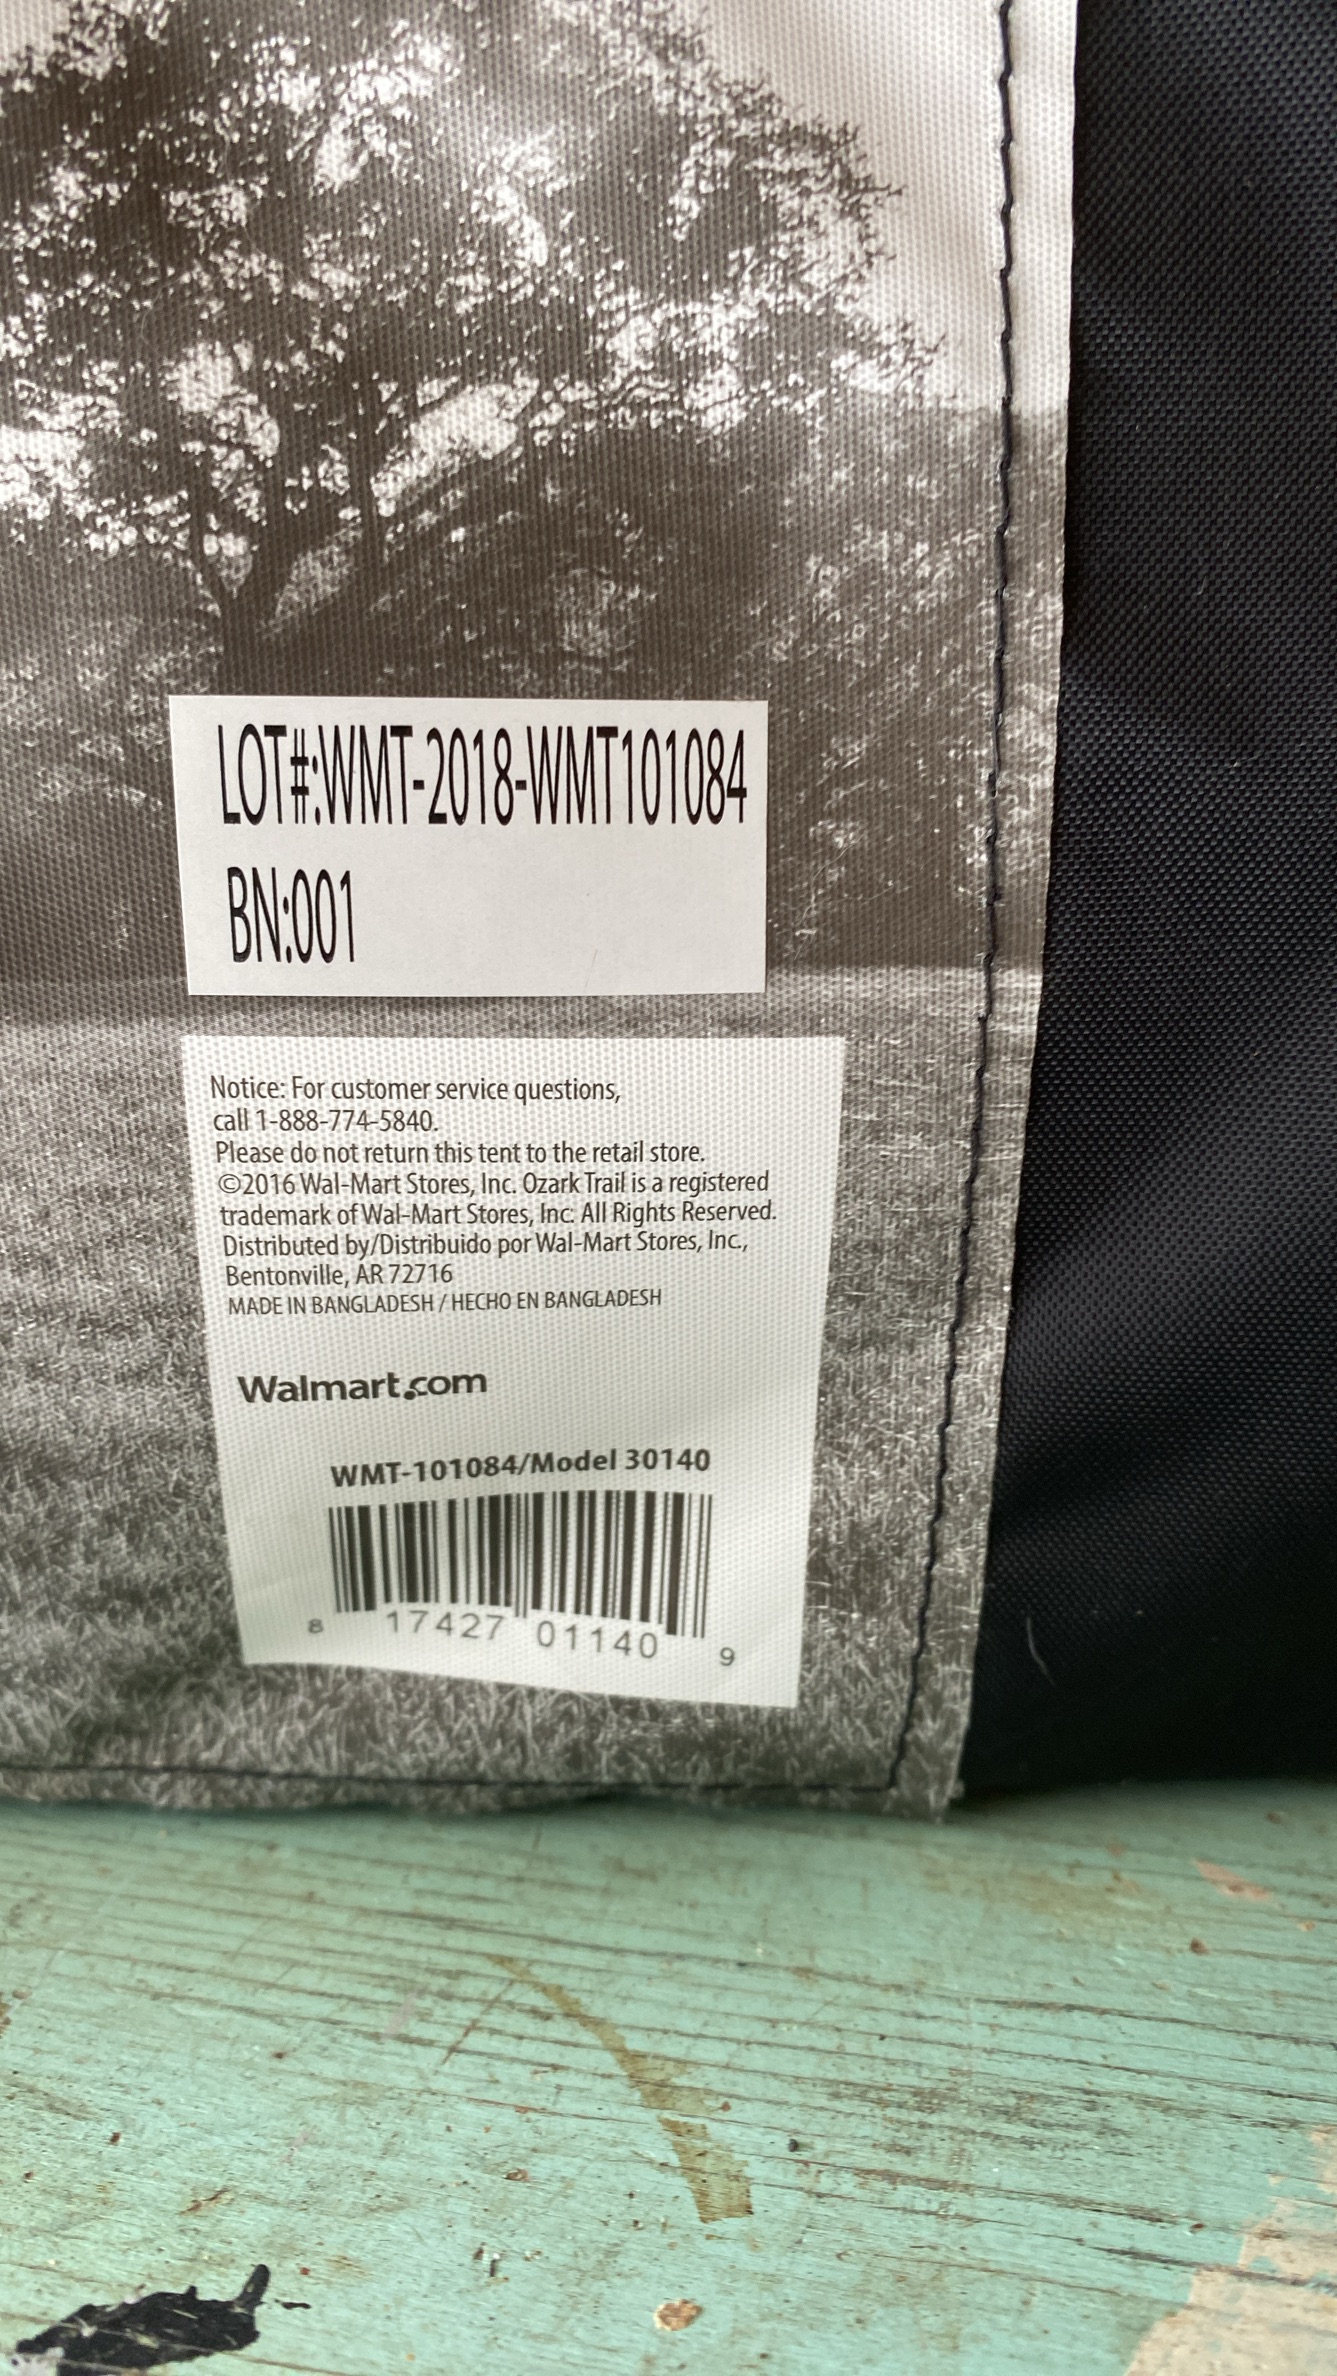 LOT#:WMT-2018-WMT101084
BN:001
Notice: For customer service questions,
call 1-888-774-5840.
Please do not return this tent to the retail store.
©2016 Wal-Mart Stores, Inc. Ozark Trail is a registered
trademark of Wal-Mart Stores, Inc. All Rights Reserved.
Distributed by/Distribuido por Wal-Mart Stores, Inc.,
Bentonville, AR 72716
MADE IN BANGLADESH / HECHO EN BANGLADESH
Walmart.com
WMT-101084/Model 30140
8 17427 01140 9